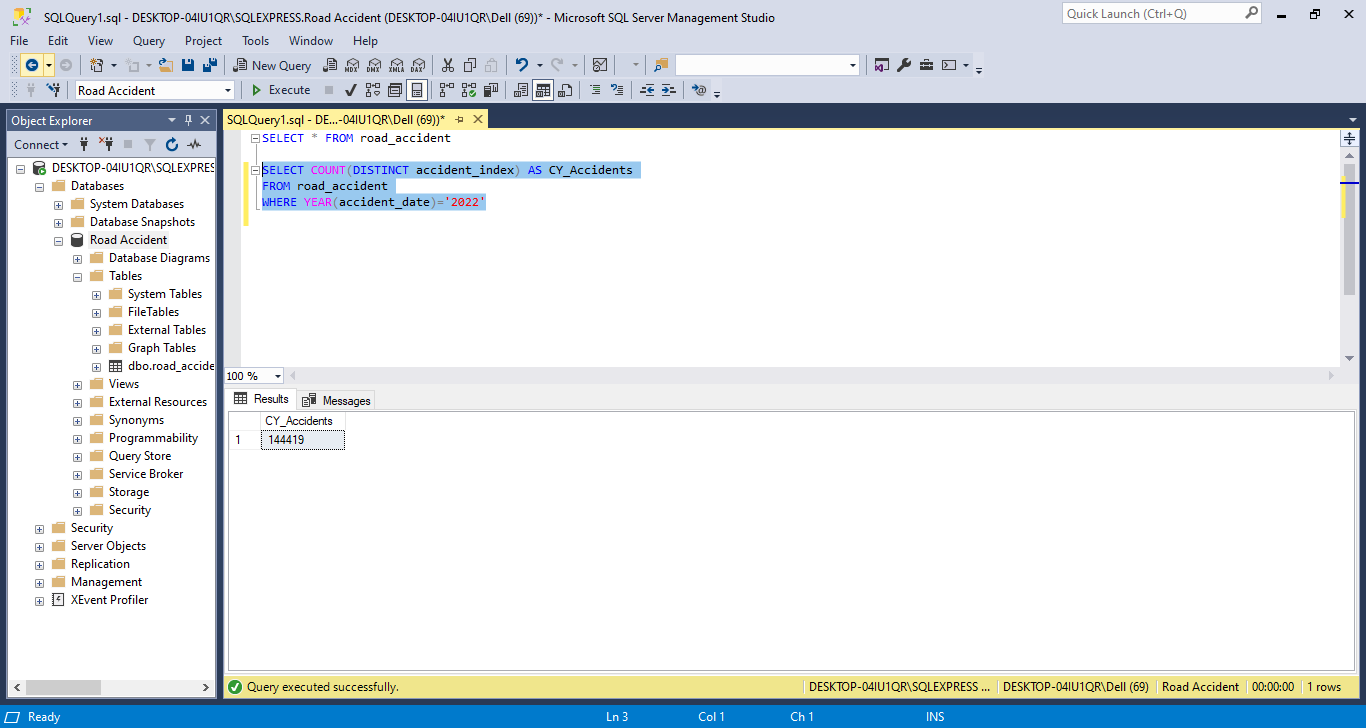 SQLQuery1.sql - DESKTOP-04IU1QR\SQLEXPRESS.Road Accident (DESKTOP-04IU1QR\Dell (69))* - Microsoft SQL Server Management Studio
Quick Launch (Ctrl+Q)
File Edit View Query Project Tools Window Help
New Query MDX DMX XMLA DAX
Road Accident Execute
Object Explorer
Connect
DESKTOP-04IU1QR\SQLEXPRES
Databases
System Databases
Database Snapshots
Road Accident
Database Diagrams
Tables
System Tables
FileTables
External Tables
Graph Tables
dbo.road_accide
Views
External Resources
Synonyms
Programmability
Query Store
Service Broker
Storage
Security
Security
Server Objects
Replication
Management
XEvent Profiler
SQLQuery1.sql - DE...-04IU1QR\Dell (69))*
SELECT * FROM road_accident
SELECT COUNT(DISTINCT accident_index) AS CY_Accidents
FROM road_accident
WHERE YEAR(accident_date)='2022'
100 %
Results Messages
CY_Accidents
1 144419
Query executed successfully. DESKTOP-04IU1QR\SQLEXPRESS ... DESKTOP-04IU1QR\Dell (69) Road Accident 00:00:00 1 rows
Ready Ln 3 Col 1 Ch 1 INS